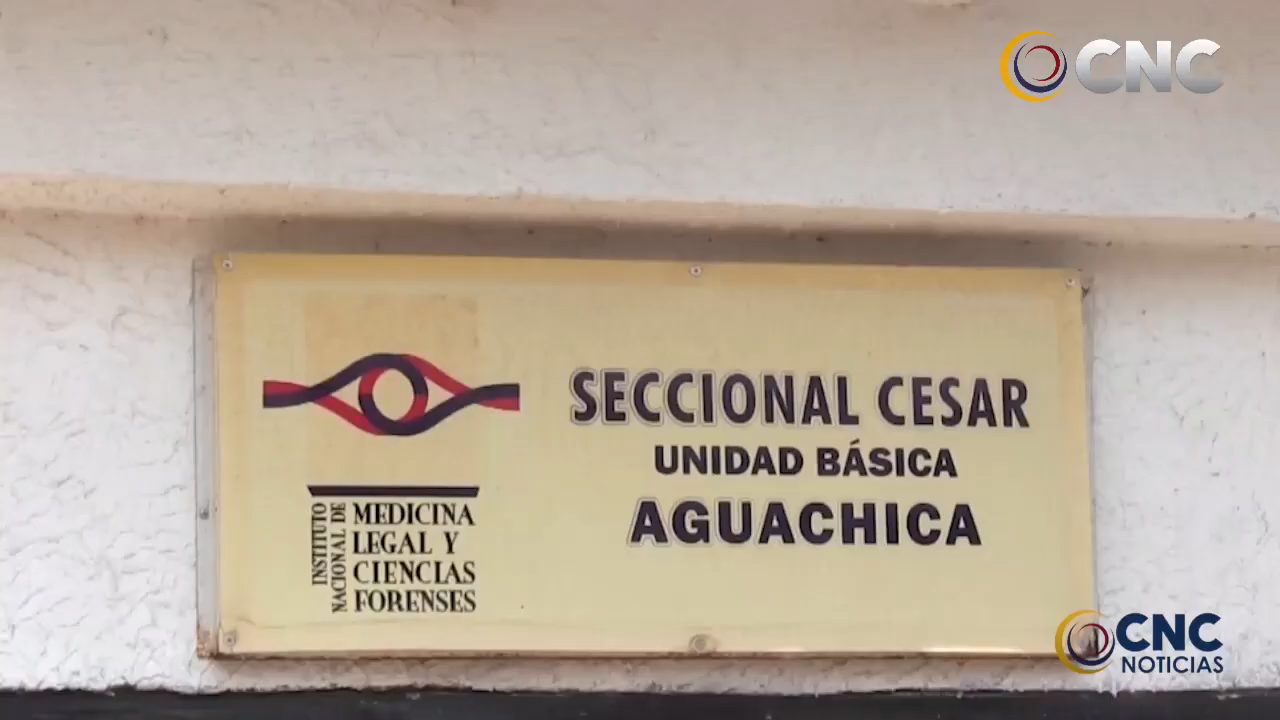 CNC
SECCIONAL CESAR
UNIDAD BÁSICA
AGUACHICA
INSTITUTO
NACIONAL DE
MEDICINA
LEGAL Y
CIENCIAS
FORENSES
CNC
NOTICIAS